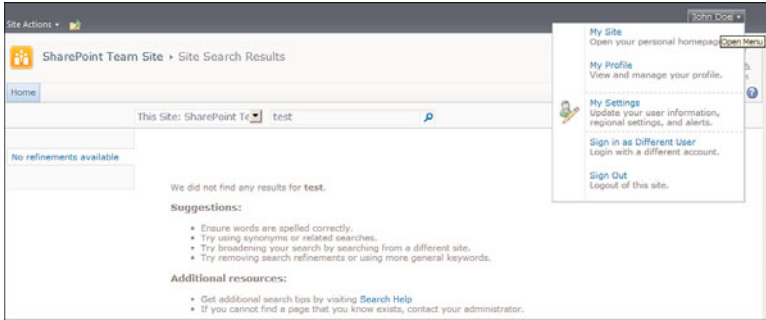 Site Actions
John Doe
SharePoint Team Site › Site Search Results
My Site
Open your personal homepag
Open Menu
My Profile
View and manage your profile.
Home
My Settings
Update your user information,
regional settings, and alerts.
This Site: SharePoint Te
test
Sign in as Different User
Login with a different account.
No refinements available
Sign Out
Logout of this site.
We did not find any results for test.
Suggestions:
• Ensure words are spelled correctly.
• Try using synonyms or related searches.
• Try broadening your search by searching from a different site.
• Try removing search refinements or using more general keywords.
Additional resources:
• Get additional search tips by visiting Search Help
• If you cannot find a page that you know exists, contact your administrator.